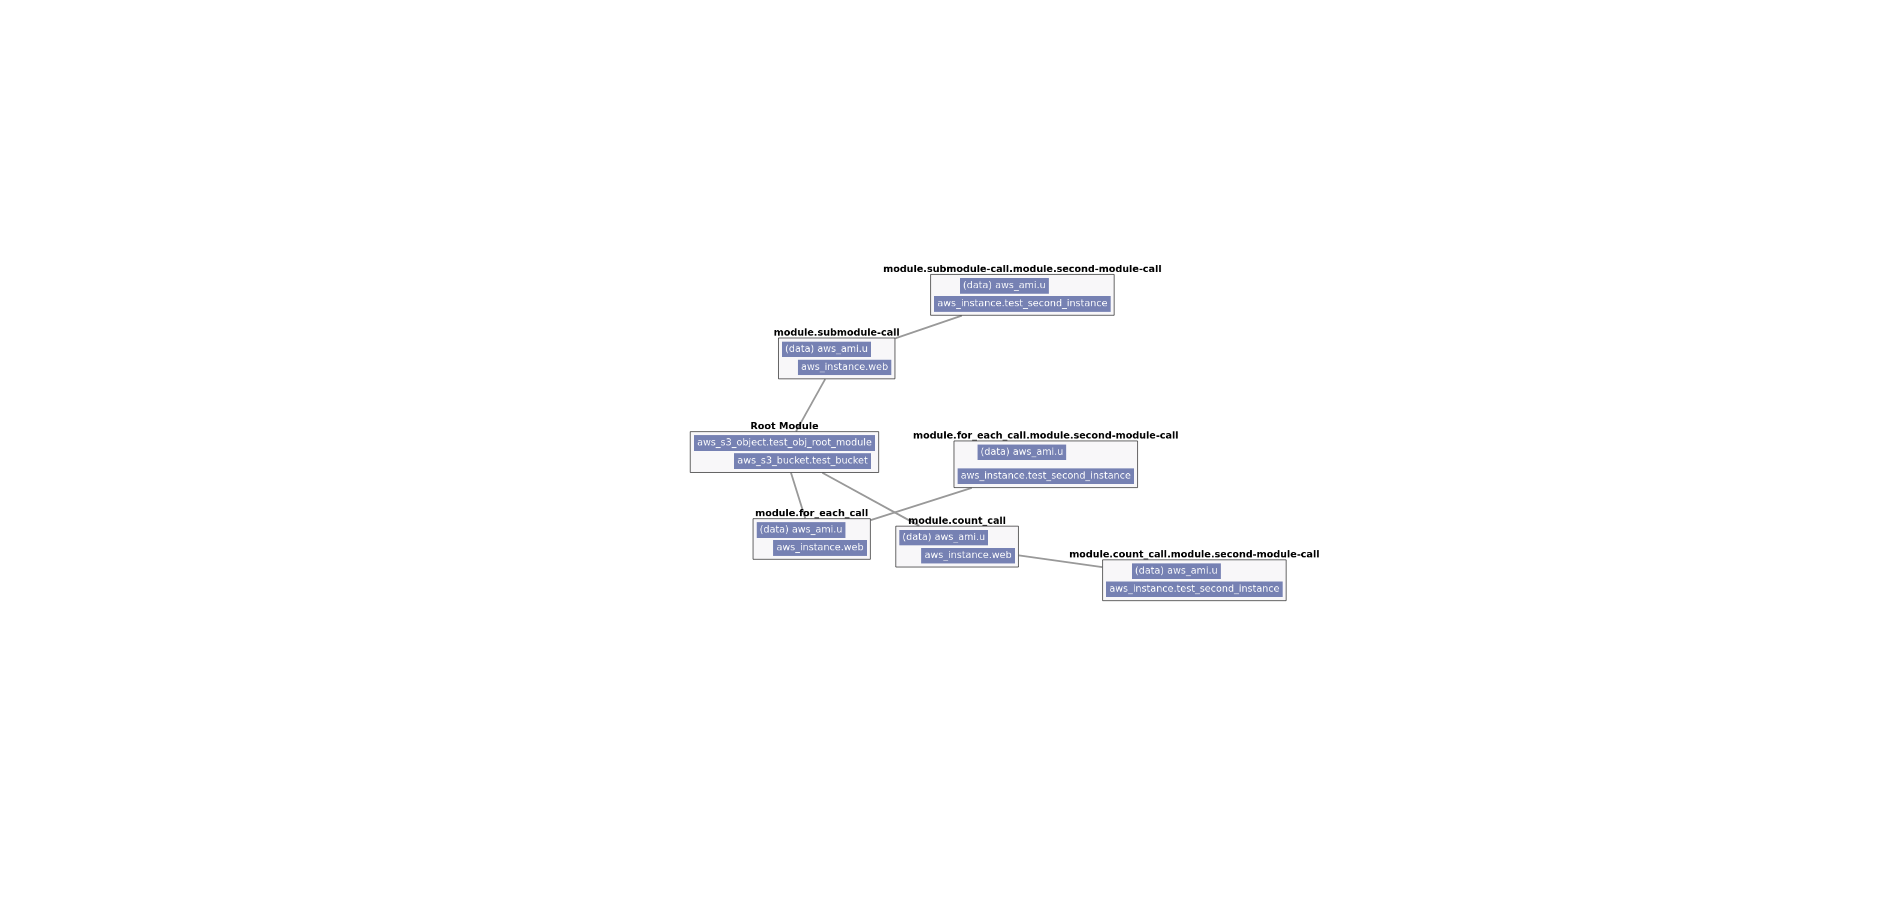 module.submodule-call.module.second-module-call
(data) aws_ami.u
aws_instance.test_second_instance
module.submodule-call
(data) aws_ami.u
aws_instance.web
Root Module
aws_s3_object.test_obj_root_module
aws_s3_bucket.test_bucket
module.for_each_call.module.second-module-call
(data) aws_ami.u
aws_instance.test_second_instance
module.for_each_call
(data) aws_ami.u
aws_instance.web
module.count_call
(data) aws_ami.u
aws_instance.web
module.count_call.module.second-module-call
(data) aws_ami.u
aws_instance.test_second_instance